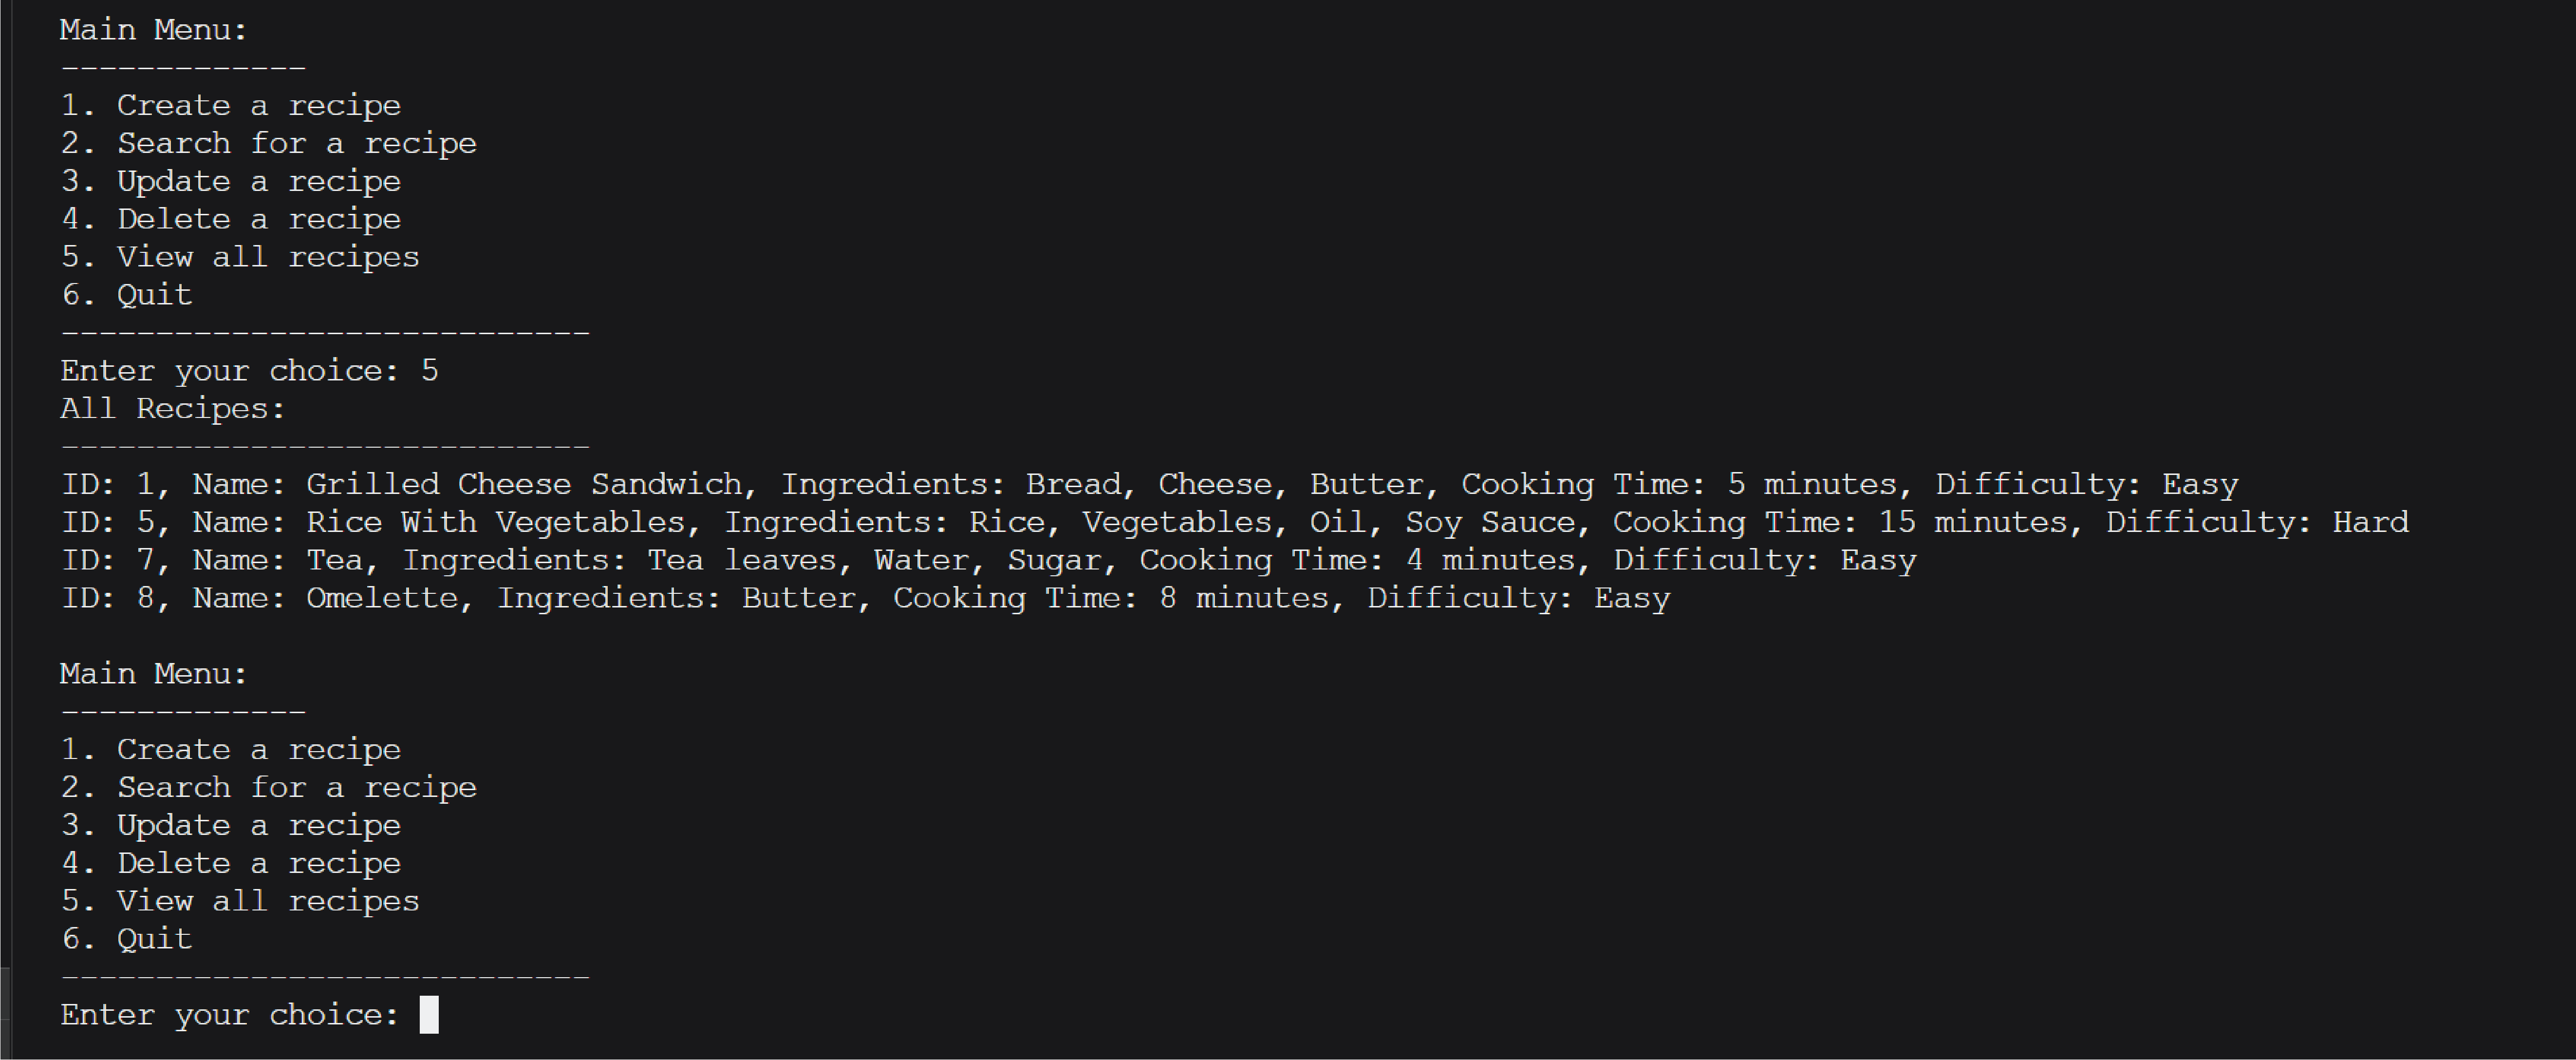 Main Menu:
-------------
1. Create a recipe
2. Search for a recipe
3. Update a recipe
4. Delete a recipe
5. View all recipes
6. Quit
----------------------------
Enter your choice: 5
All Recipes:
----------------------------
ID: 1, Name: Grilled Cheese Sandwich, Ingredients: Bread, Cheese, Butter, Cooking Time: 5 minutes, Difficulty: Easy
ID: 5, Name: Rice With Vegetables, Ingredients: Rice, Vegetables, Oil, Soy Sauce, Cooking Time: 15 minutes, Difficulty: Hard
ID: 7, Name: Tea, Ingredients: Tea leaves, Water, Sugar, Cooking Time: 4 minutes, Difficulty: Easy
ID: 8, Name: Omelette, Ingredients: Butter, Cooking Time: 8 minutes, Difficulty: Easy

Main Menu:
-------------
1. Create a recipe
2. Search for a recipe
3. Update a recipe
4. Delete a recipe
5. View all recipes
6. Quit
----------------------------
Enter your choice: